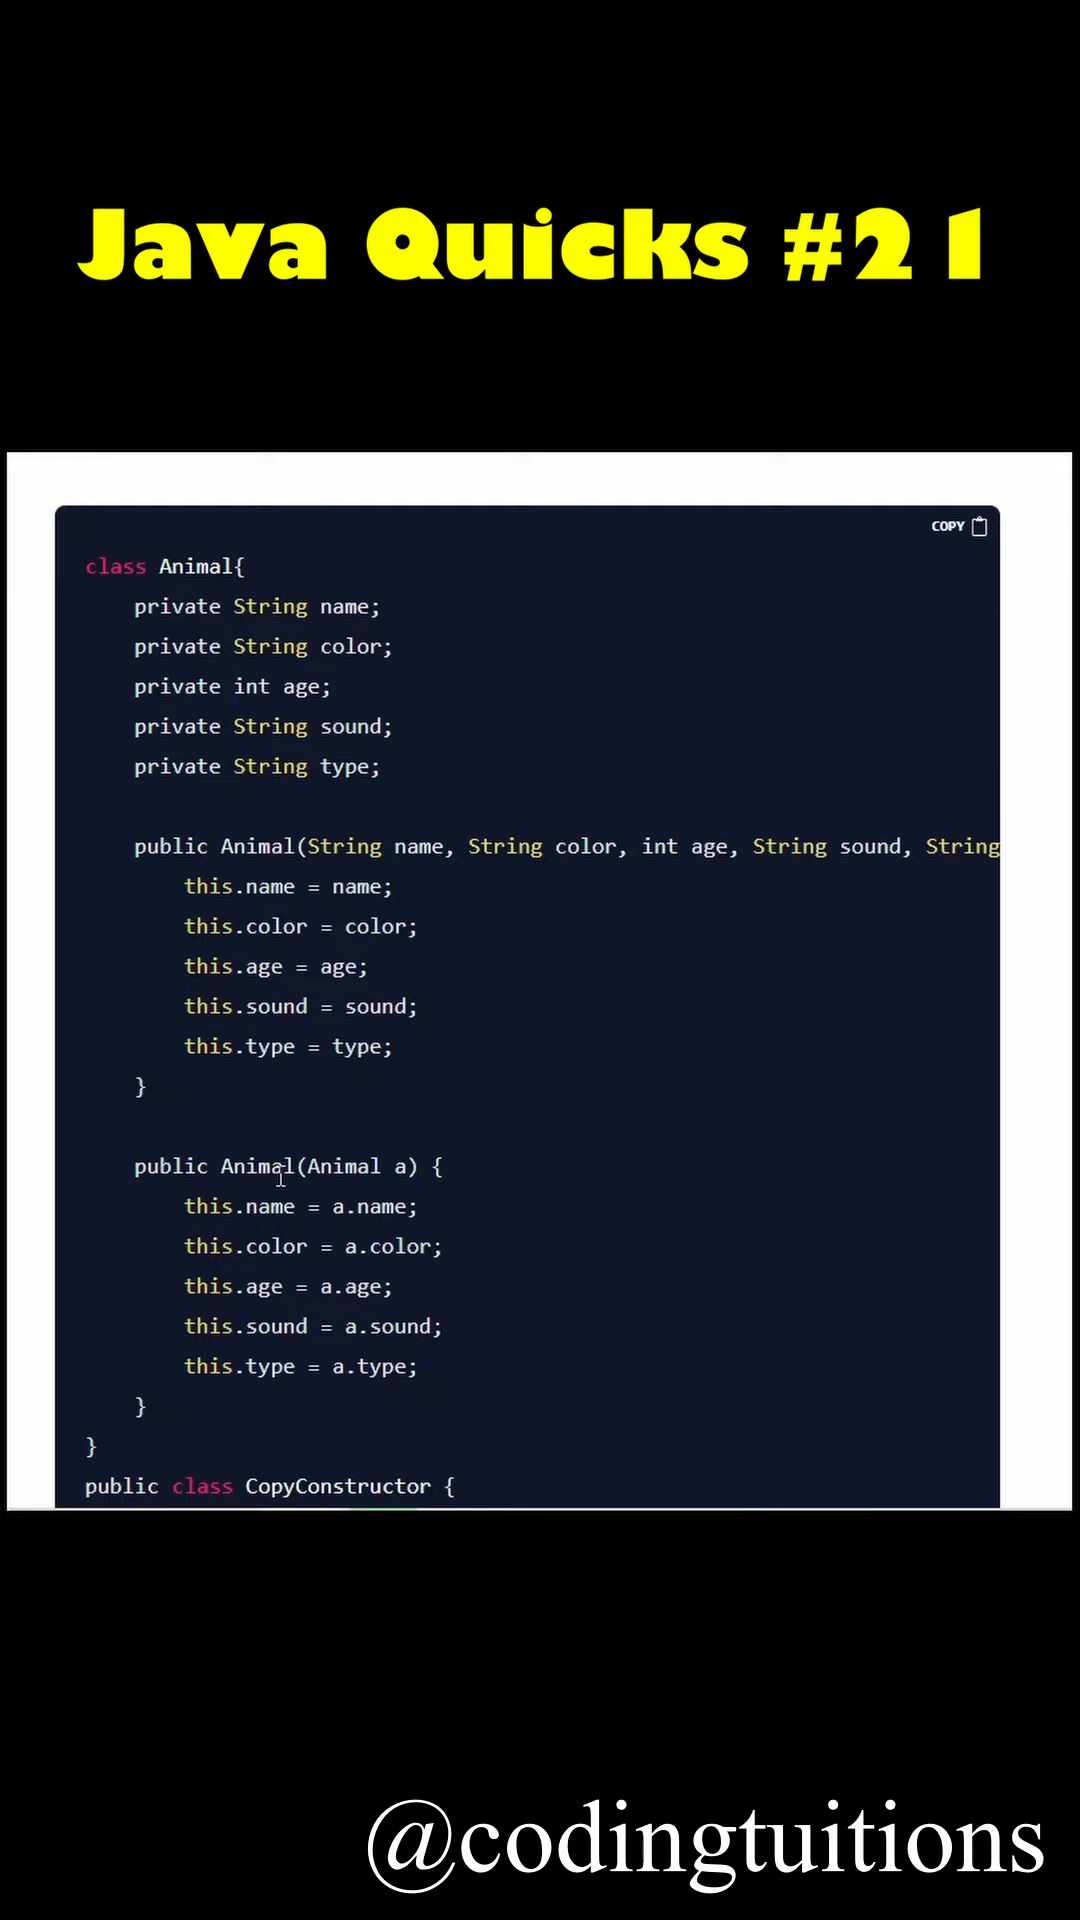 Java Quicks #21
COPY
class Animal{
    private String name;
    private String color;
    private int age;
    private String sound;
    private String type;
    public Animal(String name, String color, int age, String sound, String
        this.name = name;
        this.color = color;
        this.age = age;
        this.sound = sound;
        this.type = type;
    }
    public Animal(Animal a) {
        this.name = a.name;
        this.color = a.color;
        this.age = a.age;
        this.sound = a.sound;
        this.type = a.type;
    }
}
public class CopyConstructor {
@codingtuitions